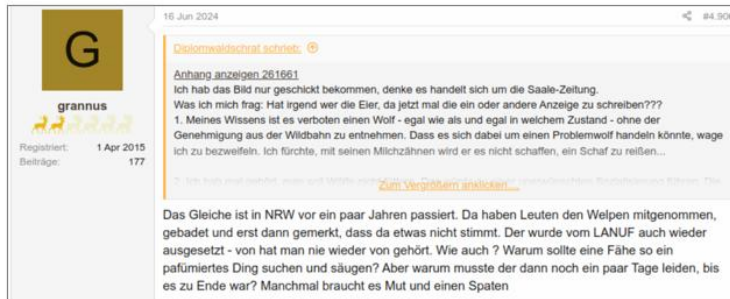 16 Jun 2024
#4.906
G
Diplomwaldschrat schrieb:
Anhang anzeigen 261661
Ich hab das Bild nur geschickt bekommen, denke es handelt sich um die Saale-Zeitung.
Was ich mich frag: Hat irgend wer die Eier, da jetzt mal die ein oder andere Anzeige zu schreiben???
1. Meines Wissens ist es verboten einen Wolf - egal wie als und egal in welchem Zustand - ohne der
Genehmigung aus der Wildbahn zu entnehmen. Dass es sich dabei um einen Problemwolf handeln könnte, wage
ich zu bezweifeln. Ich fürchte, mit seinen Milchzähnen wird er es nicht schaffen, ein Schaf zu reißen...
Zum Vergrößern anklicken....
grannus
Registriert: 1 Apr 2015
Beiträge: 177
Das Gleiche ist in NRW vor ein paar Jahren passiert. Da haben Leuten den Welpen mitgenommen,
gebadet und erst dann gemerkt, dass da etwas nicht stimmt. Der wurde vom LANUF auch wieder
ausgesetzt - von hat man nie wieder von gehört. Wie auch ? Warum sollte eine Fähe so ein
pafümiertes Ding suchen und säugen? Aber warum musste der dann noch ein paar Tage leiden, bis
es zu Ende war? Manchmal braucht es Mut und einen Spaten